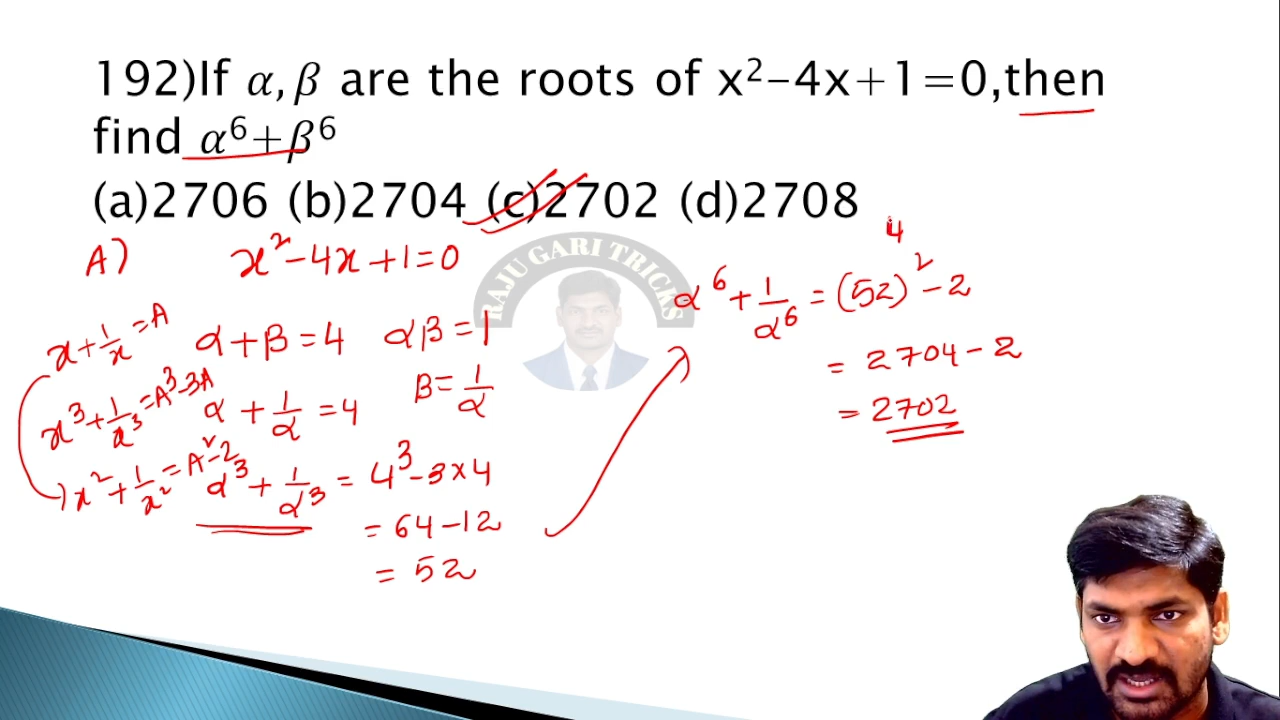 192)If α,β are the roots of x²-4x+1=0,then
find α⁶+β⁶
(a)2706 (b)2704 (c)2702 (d)2708
A) x²-4x+1=0
RAJU GARI TRICKS
x+1/x=A
x³+1/x³=A³-3A
x²+1/x²=A²-2
α+β=4 αβ=1
β=1/α
α+1/α=4
α³+1/α³=4³-3×4
=64-12
=52
4
α⁶+1/α⁶=(52)²-2
=2704-2
=2702